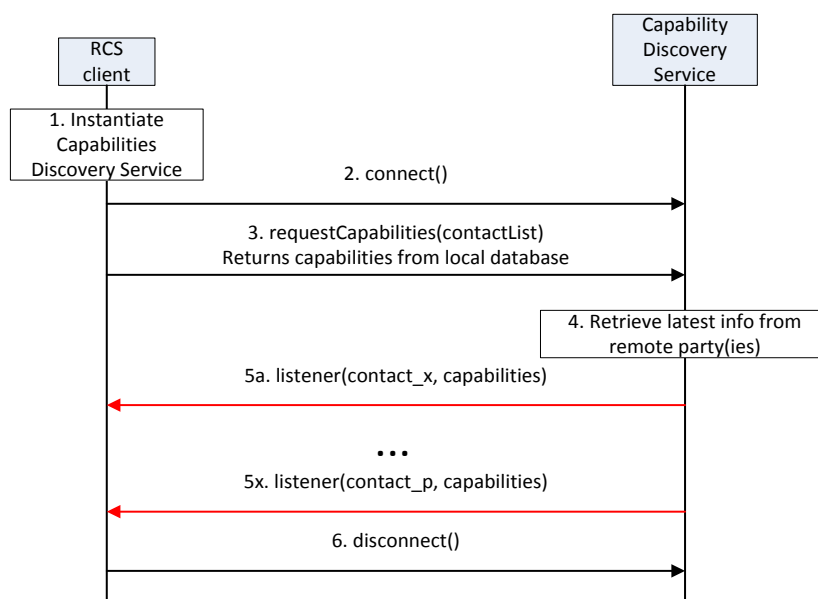 RCS
client
Capability
Discovery
Service
1. Instantiate
Capabilities
Discovery Service
2. connect()
3. requestCapabilities(contactList)
Returns capabilities from local database
4. Retrieve latest info from
remote party(ies)
5a. listener(contact_x, capabilities)
...
5x. listener(contact_p, capabilities)
6. disconnect()